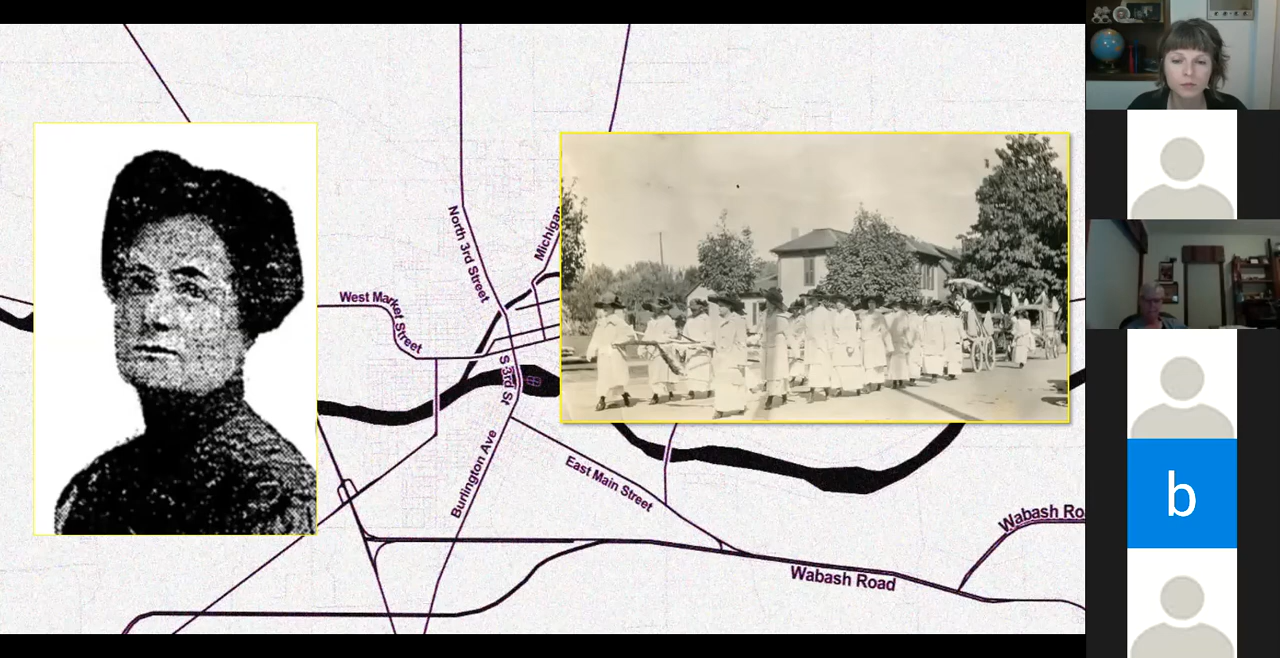 North 3rd Street
Michigan
West Market Street
S 3rd St
Burlington Ave
East Main Street
Wabash Ro
Wabash Road
b